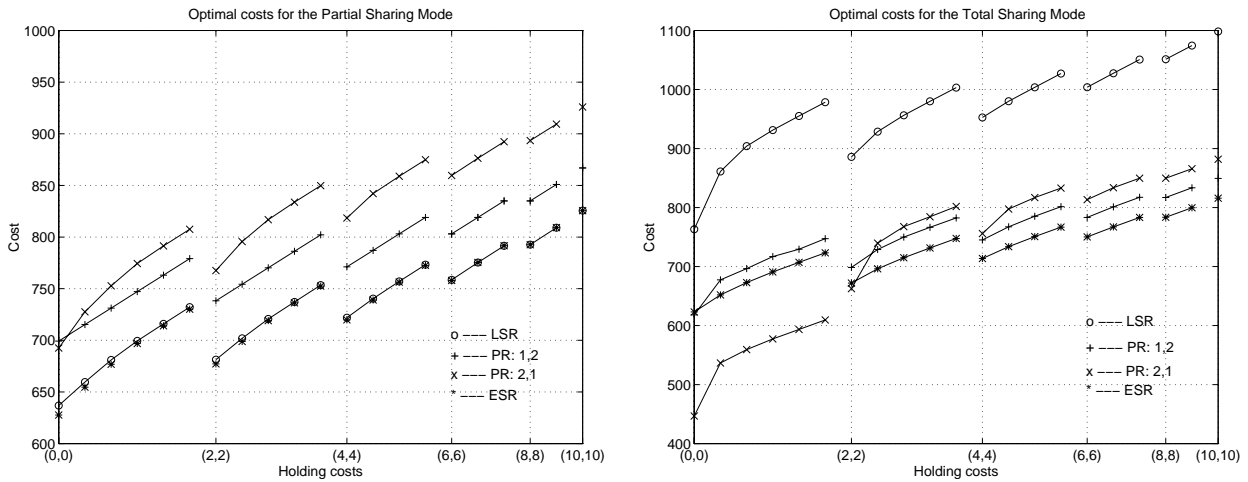 Optimal costs for the Partial Sharing Mode
1000
950
900
850
800
750
700
650
600
Cost
o −−− LSR
+ −−− PR: 1,2
x −−− PR: 2,1
* −−− ESR
(0,0) (2,2) (4,4) (6,6) (8,8) (10,10)
Holding costs
Optimal costs for the Total Sharing Mode
1100
1000
900
800
700
600
500
400
Cost
o −−− LSR
+ −−− PR: 1,2
x −−− PR: 2,1
* −−− ESR
(0,0) (2,2) (4,4) (6,6) (8,8) (10,10)
Holding costs